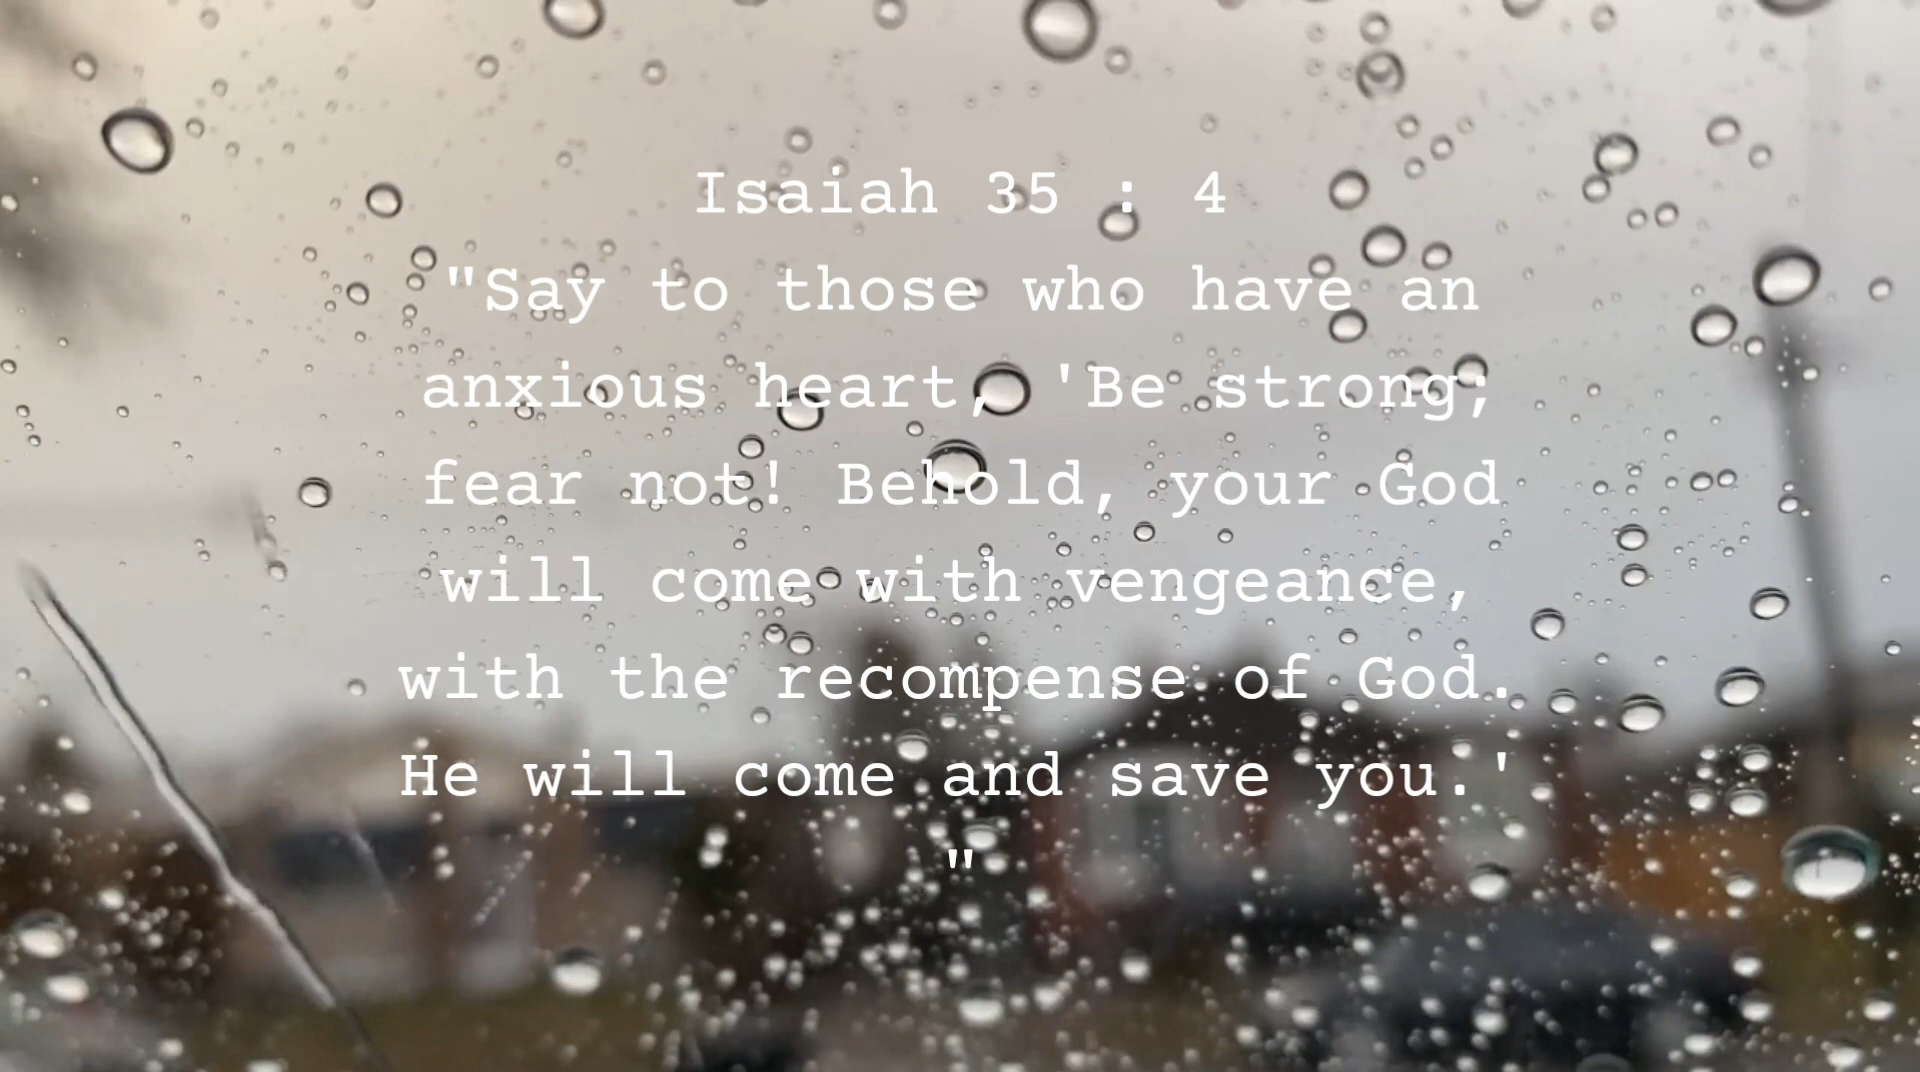 Isaiah 35 : 4
"Say to those who have an
anxious heart, 'Be strong;
fear not! Behold, your God
will come with vengeance,
with the recompense of God.
He will come and save you.'
"